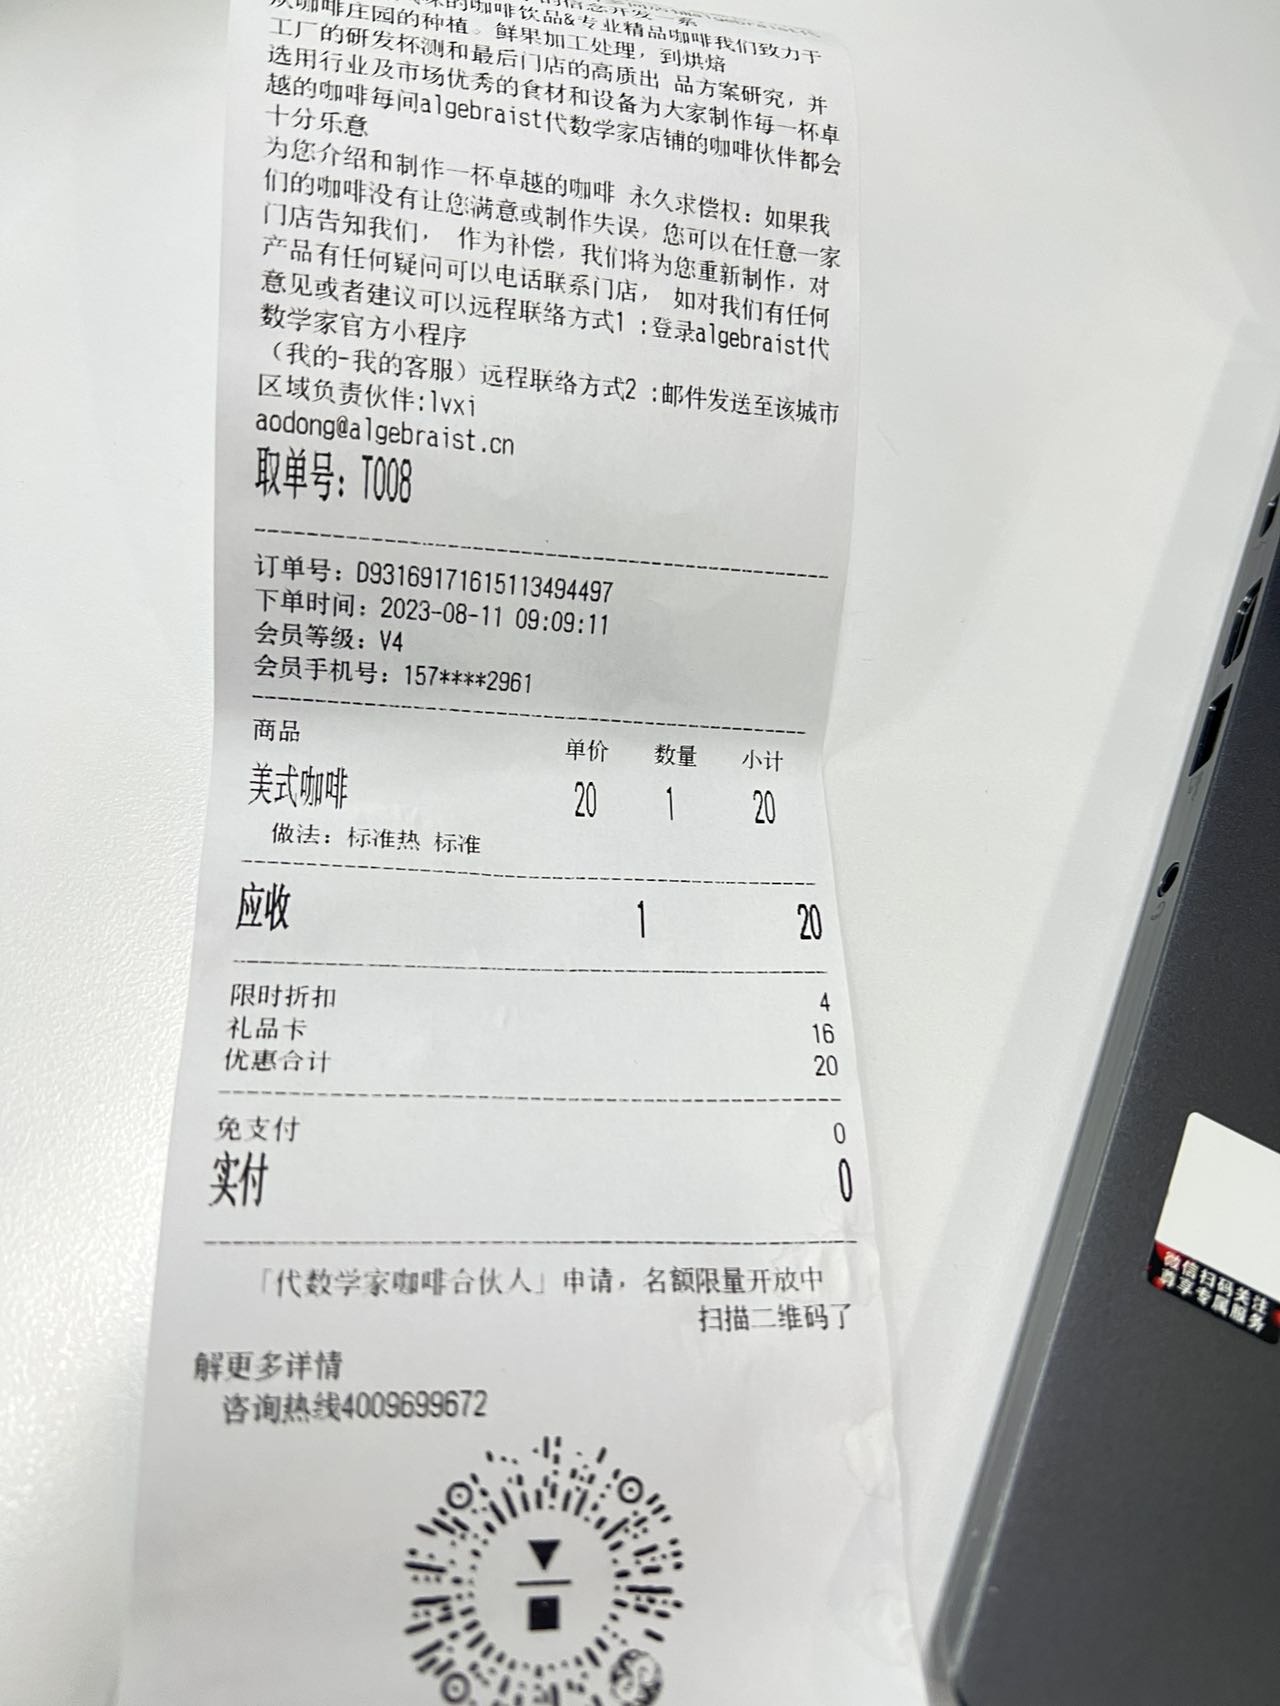 的咖啡饮品&专业精品咖啡我们致力于
从咖啡庄园的种植。鲜果加工处理，到烘焙
工厂的研发杯测和最后门店的高质出 品方案研究，并
选用行业及市场优秀的食材和设备为大家制作每一杯卓
越的咖啡每间algebraist代数学家店铺的咖啡伙伴都会
十分乐意
为您介绍和制作一杯卓越的咖啡 永久求偿权：如果我
们的咖啡没有让您满意或制作失误，您可以在任意一家
门店告知我们， 作为补偿，我们将为您重新制作，对
产品有任何疑问可以电话联系门店， 如对我们有任何
意见或者建议可以远程联络方式1 :登录algebraist代
数学家官方小程序
（我的-我的客服）远程联络方式2 :邮件发送至该城市
区域负责伙伴:lvxi
aodong@algebraist.cn
取单号：T008
订单号：D93169171615113494497
下单时间：2023-08-11 09:09:11
会员等级：V4
会员手机号：157****2961
商品 单价 数量 小计
美式咖啡 20 1 20
做法：标准热 标准
应收 1 20
限时折扣 4
礼品卡 16
优惠合计 20
免支付 0
实付 0
「代数学家咖啡合伙人」申请，名额限量开放中
扫描二维码了
解更多详情
咨询热线4009699672
微信扫码关注
尊享专属服务